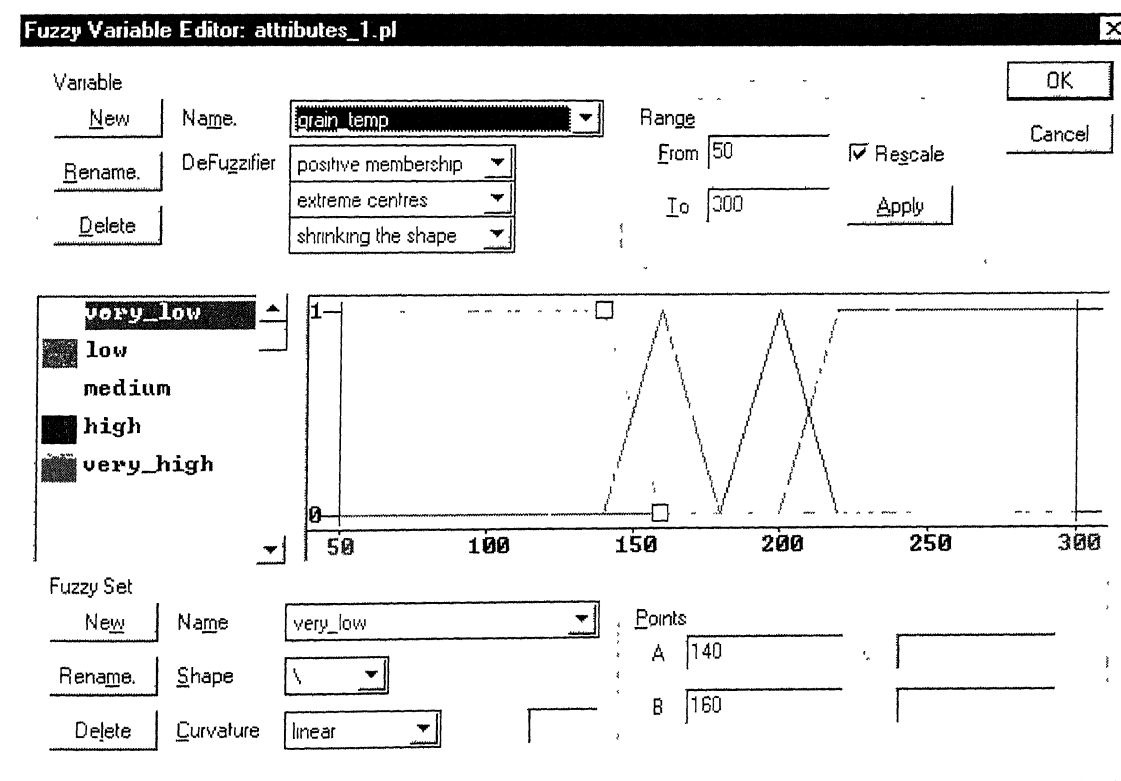 Fuzzy Variable Editor: attributes_1.pl
Variable
New
Name.
grain_temp
Range
OK
Rename.
DeFuzzifier
positive membership
From 50
Rescale
Cancel
extreme centres
To 300
Apply
Delete
shrinking the shape
very_low
low
medium
high
very_high
1
0
50 100 150 200 250 300
Fuzzy Set
New
Name
very_low
Points
A 140
Rename.
Shape
\
B 160
Delete
Curvature
linear